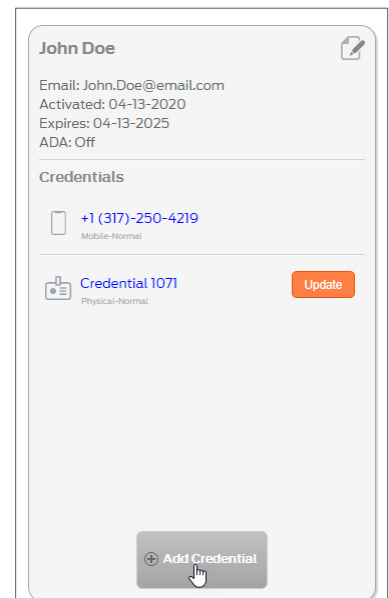 John Doe
Email: John.Doe@email.com
Activated: 04-13-2020
Expires: 04-13-2025
ADA: Off
Credentials
+1 (317)-250-4219
Mobile-Normal
Credential 1071
Physical-Normal
Update
Add Credential